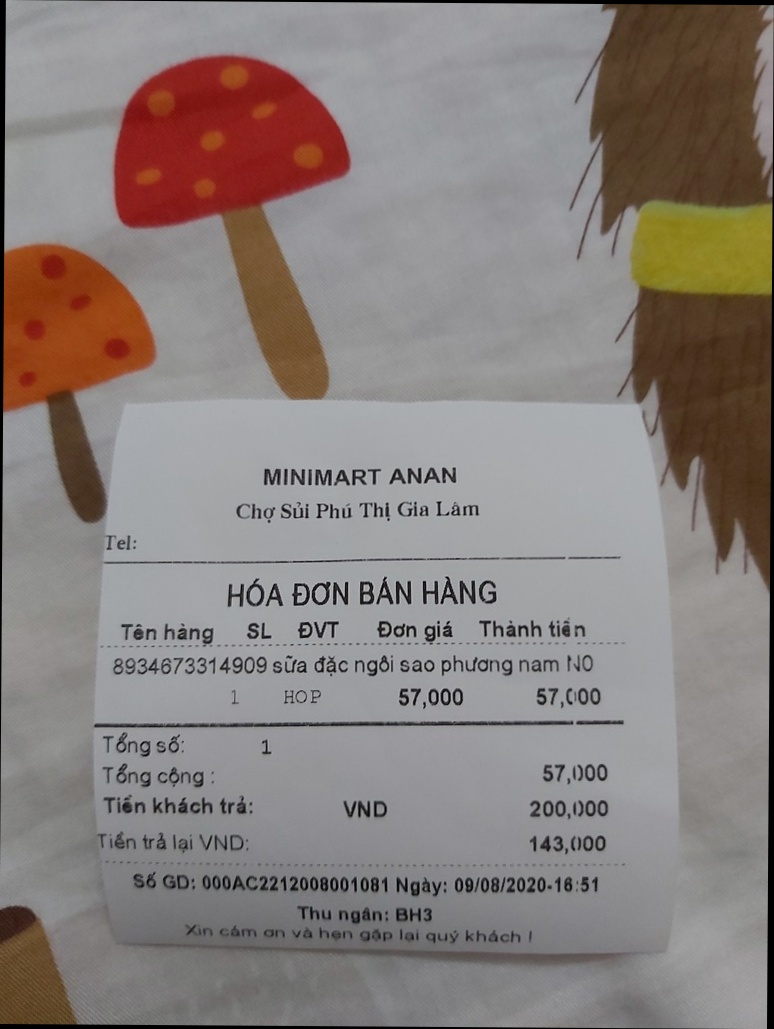 MINIMART ANAN
Chợ Sủi Phú Thị Gia Lâm
Tel:
HÓA ĐƠN BÁN HÀNG
Tên hàng SL ĐVT Đơn giá Thành tiền
8934673314909 sữa đặc ngôi sao phương nam N0
1 HOP 57,000 57,000
Tổng số: 1
Tổng cộng : 57,000
Tiền khách trả: VND 200,000
Tiền trả lại VND: 143,000
Số GD: 000AC2212008001081 Ngày: 09/08/2020-16:51
Thu ngân: BH3
Xin cám ơn và hẹn gặp lại quý khách !